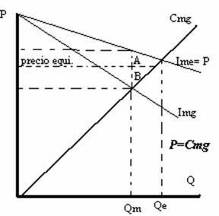 P
Cmg
precio equi.
A
Ime= P
B
Img
P=Cmg
Q
Qm
Qe